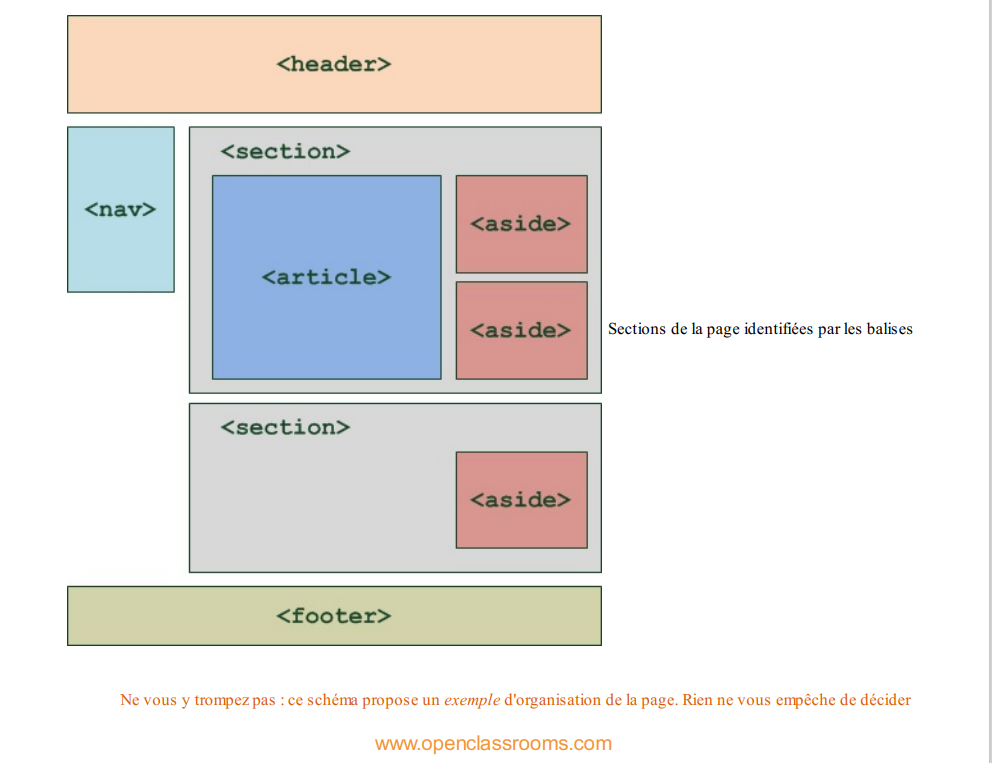 <header>
<nav>
<section>
<article>
<aside>
<aside>
Sections de la page identifiées par les balises
<section>
<aside>
<footer>
Ne vous y trompez pas : ce schéma propose un exemple d'organisation de la page. Rien ne vous empêche de décider
www.openclassrooms.com